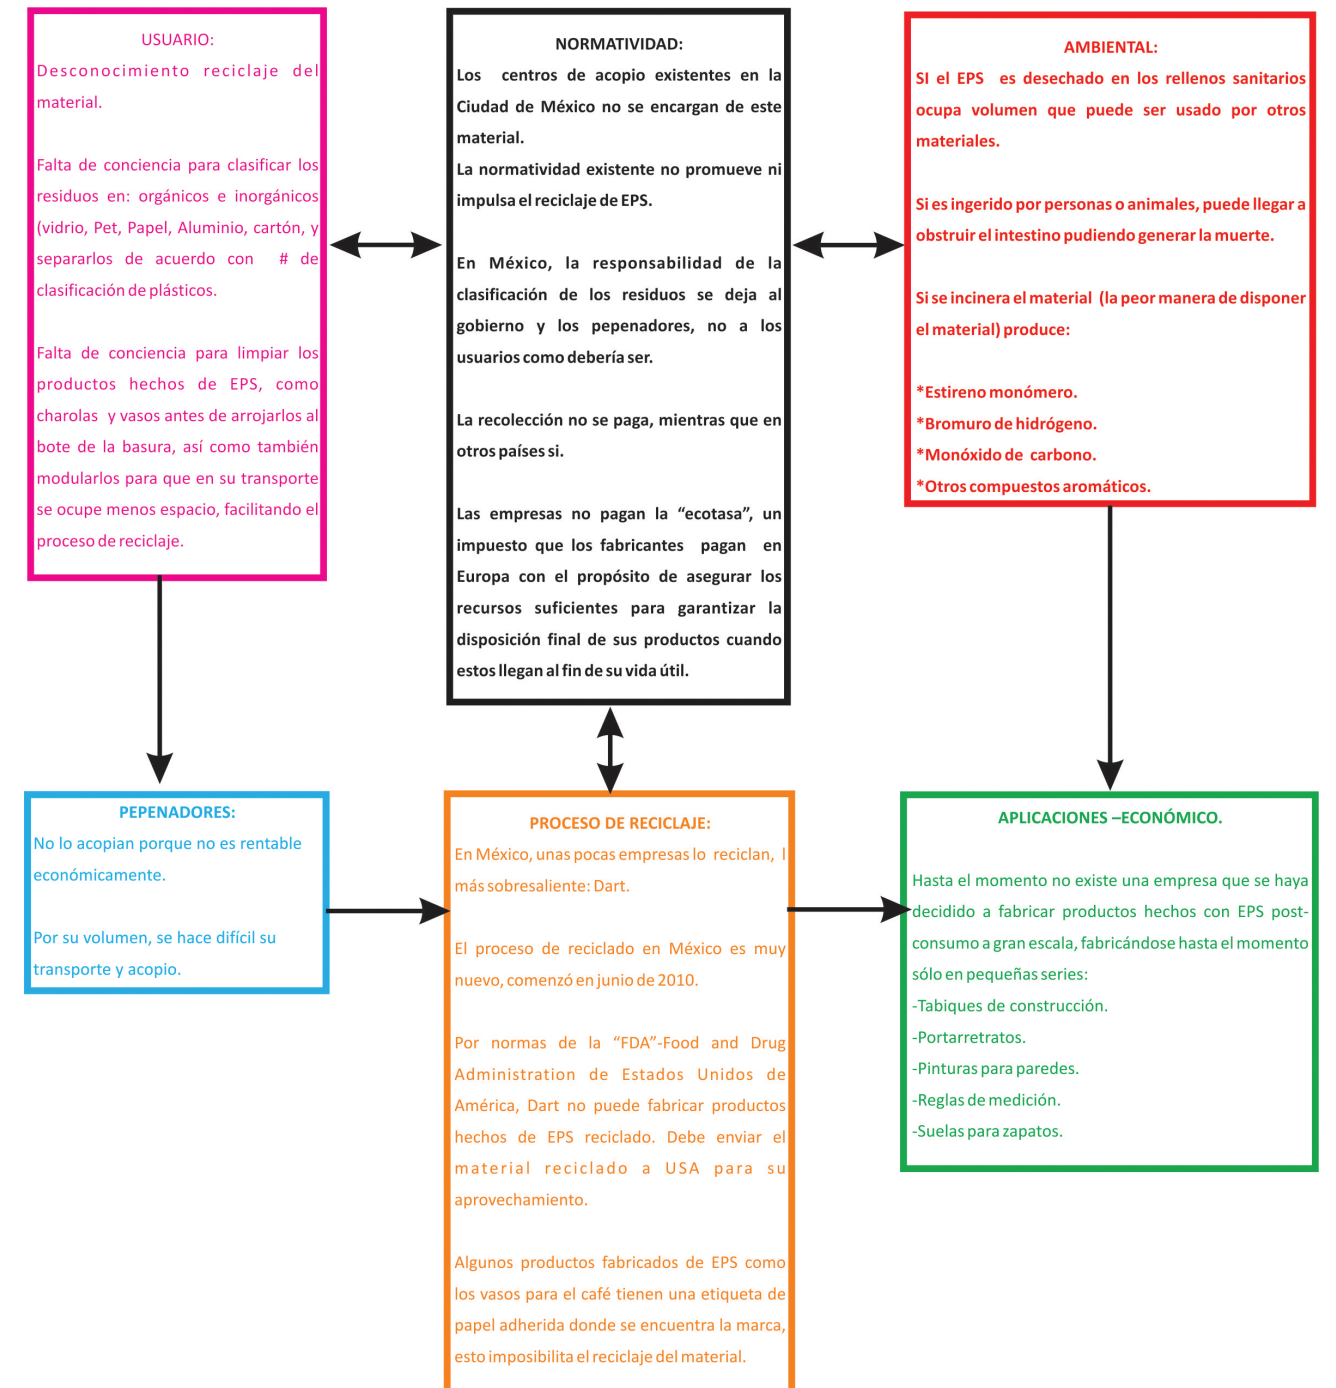 USUARIO:
Desconocimiento reciclaje del
material.
Falta de conciencia para clasificar los
residuos en: orgánicos e inorgánicos
(vidrio, Pet, Papel, Aluminio, cartón, y
separarlos de acuerdo con # de
clasificación de plásticos.
Falta de conciencia para limpiar los
productos hechos de EPS, como
charolas y vasos antes de arrojarlos al
bote de la basura, así como también
modularlos para que en su transporte
se ocupe menos espacio, facilitando el
proceso de reciclaje.
NORMATIVIDAD:
Los centros de acopio existentes en la
Ciudad de México no se encargan de este
material.
La normatividad existente no promueve ni
impulsa el reciclaje de EPS.
En México, la responsabilidad de la
clasificación de los residuos se deja al
gobierno y los pepenadores, no a los
usuarios como debería ser.
La recolección no se paga, mientras que en
otros países si.
Las empresas no pagan la “ecotasa”, un
impuesto que los fabricantes pagan en
Europa con el propósito de asegurar los
recursos suficientes para garantizar la
disposición final de sus productos cuando
estos llegan al fin de su vida útil.
AMBIENTAL:
SI el EPS es desechado en los rellenos sanitarios
ocupa volumen que puede ser usado por otros
materiales.
Si es ingerido por personas o animales, puede llegar a
obstruir el intestino pudiendo generar la muerte.
Si se incinera el material (la peor manera de disponer
el material) produce:
*Estireno monómero.
*Bromuro de hidrógeno.
*Monóxido de carbono.
*Otros compuestos aromáticos.
PEPENADORES:
No lo acopian porque no es rentable
económicamente.
Por su volumen, se hace difícil su
transporte y acopio.
PROCESO DE RECICLAJE:
En México, unas pocas empresas lo reciclan, l
más sobresaliente: Dart.
El proceso de reciclado en México es muy
nuevo, comenzó en junio de 2010.
Por normas de la “FDA”-Food and Drug
Administration de Estados Unidos de
América, Dart no puede fabricar productos
hechos de EPS reciclado. Debe enviar el
material reciclado a USA para su
aprovechamiento.
Algunos productos fabricados de EPS como
los vasos para el café tienen una etiqueta de
papel adherida donde se encuentra la marca,
esto imposibilita el reciclaje del material.
APLICACIONES –ECONÓMICO.
Hasta el momento no existe una empresa que se haya
decidido a fabricar productos hechos con EPS post-
consumo a gran escala, fabricándose hasta el momento
sólo en pequeñas series:
-Tabiques de construcción.
-Portarretratos.
-Pinturas para paredes.
-Reglas de medición.
-Suelas para zapatos.